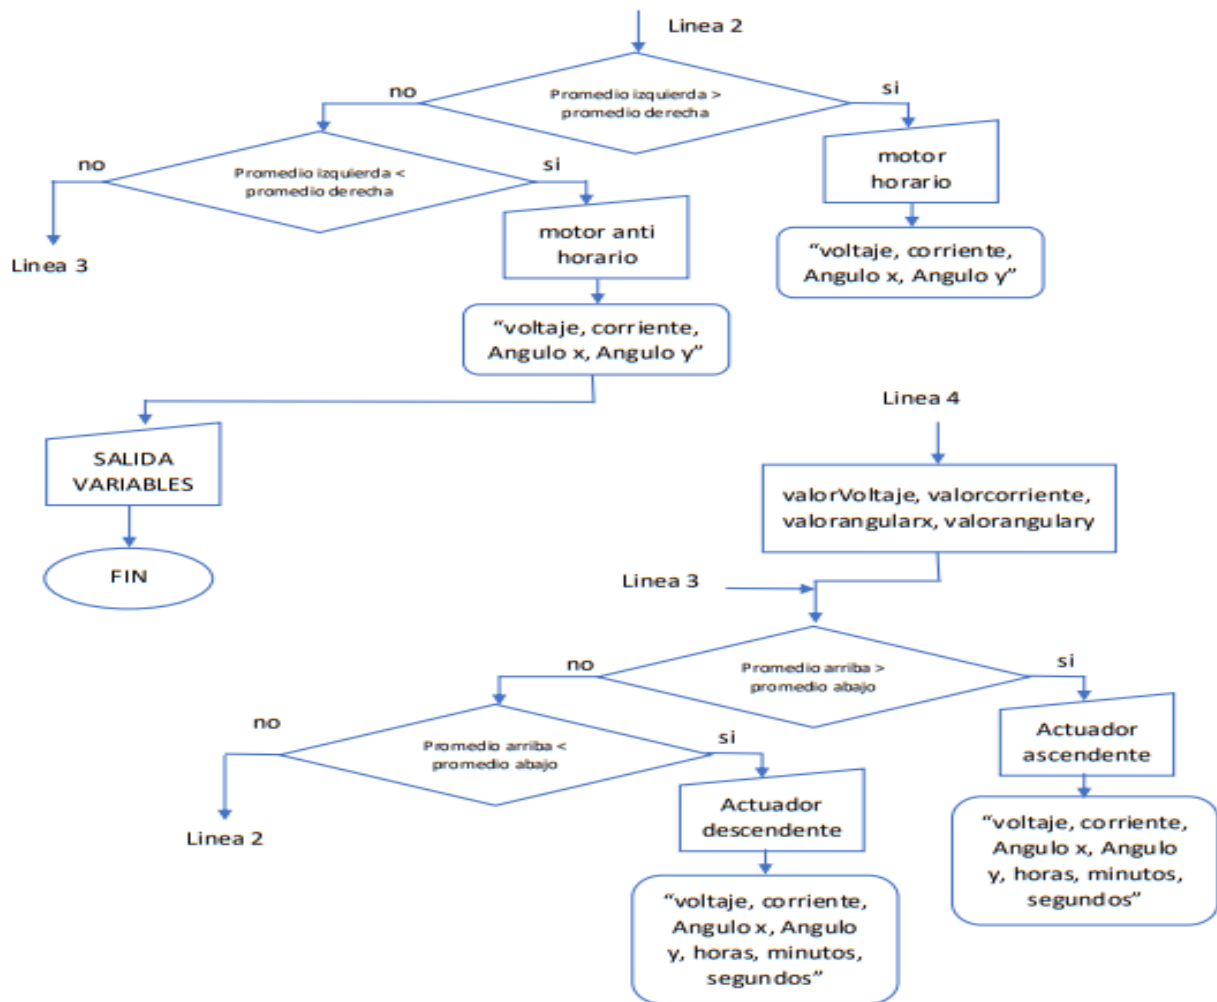 Linea 2
Promedio izquierda >
promedio derecha
no
si
motor
horario
"voltaje, corriente,
Angulo x, Angulo y"
Promedio izquierda <
promedio derecha
no
si
Linea 3
motor anti
horario
"voltaje, corriente,
Angulo x, Angulo y"
SALIDA
VARIABLES
FIN
Linea 4
valorVoltaje, valorcorriente,
valorangularx, valorangulary
Linea 3
Promedio arriba >
promedio abajo
no
si
Actuador
ascendente
"voltaje, corriente,
Angulo x, Angulo
y, horas, minutos,
segundos"
Promedio arriba <
promedio abajo
no
si
Linea 2
Actuador
descendente
"voltaje, corriente,
Angulo x, Angulo
y, horas, minutos,
segundos"